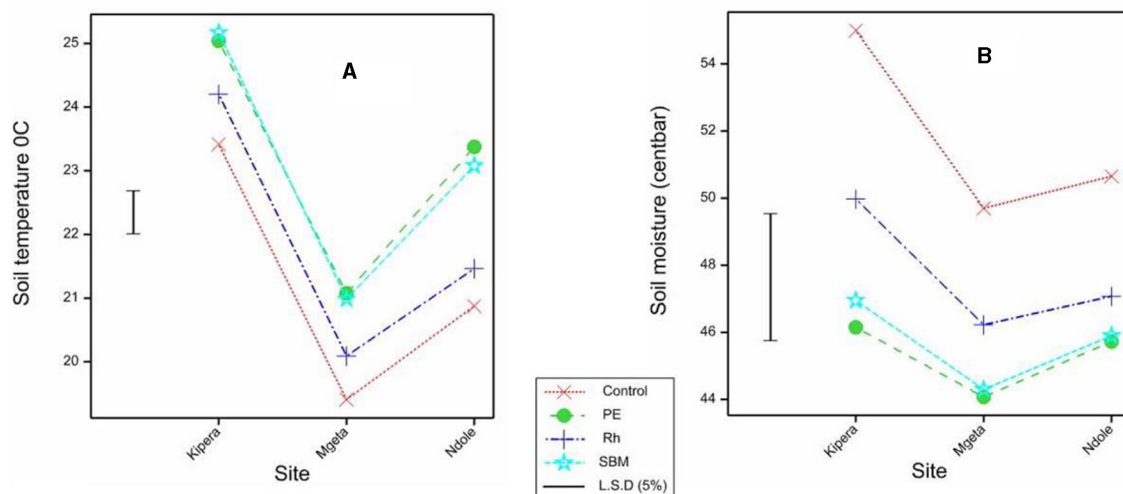 A
Soil temperature 0C
25
24
23
22
21
20
Kipera
Mgeta
Ndole
Site
B
Soil moisture (centbar)
54
52
50
48
46
44
Kipera
Mgeta
Ndole
Site
Control
PE
Rh
SBM
L.S.D (5%)